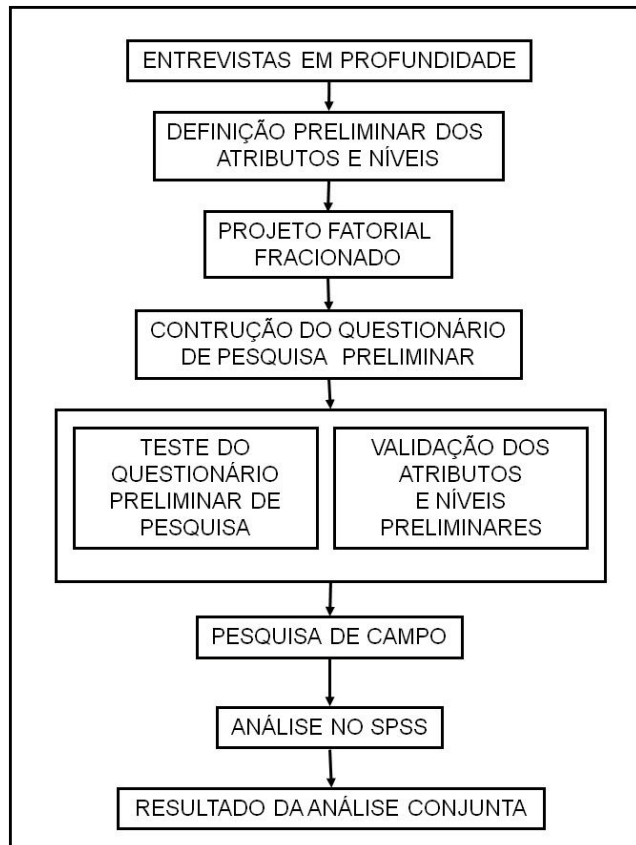 ENTREVISTAS EM PROFUNDIDADE
DEFINIÇÃO PRELIMINAR DOS
ATRIBUTOS E NÍVEIS
PROJETO FATORIAL
FRACIONADO
CONTRUÇÃO DO QUESTIONÁRIO
DE PESQUISA PRELIMINAR
TESTE DO
QUESTIONÁRIO
PRELIMINAR DE
PESQUISA
VALIDAÇÃO DOS
ATRIBUTOS
E NÍVEIS
PRELIMINARES
PESQUISA DE CAMPO
ANÁLISE NO SPSS
RESULTADO DA ANÁLISE CONJUNTA